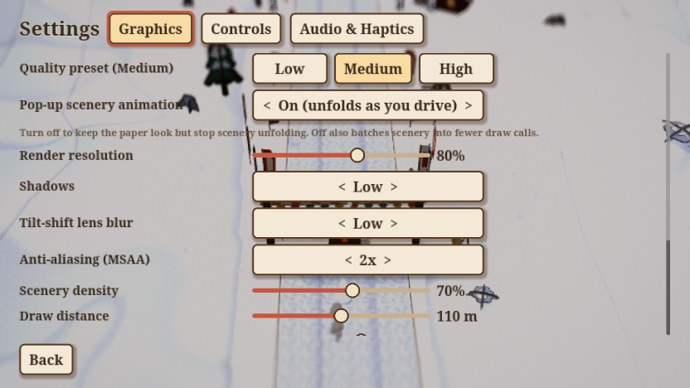 Settings Graphics Controls Audio & Haptics
Quality preset (Medium) Low Medium High
Pop-up scenery animation < On (unfolds as you drive) >
Turn off to keep the paper look but stop scenery unfolding. Off also batches scenery into fewer draw calls.
Render resolution 80%
Shadows < Low >
Tilt-shift lens blur < Low >
Anti-aliasing (MSAA) < 2x >
Scenery density 70%
Draw distance 110 m
Back